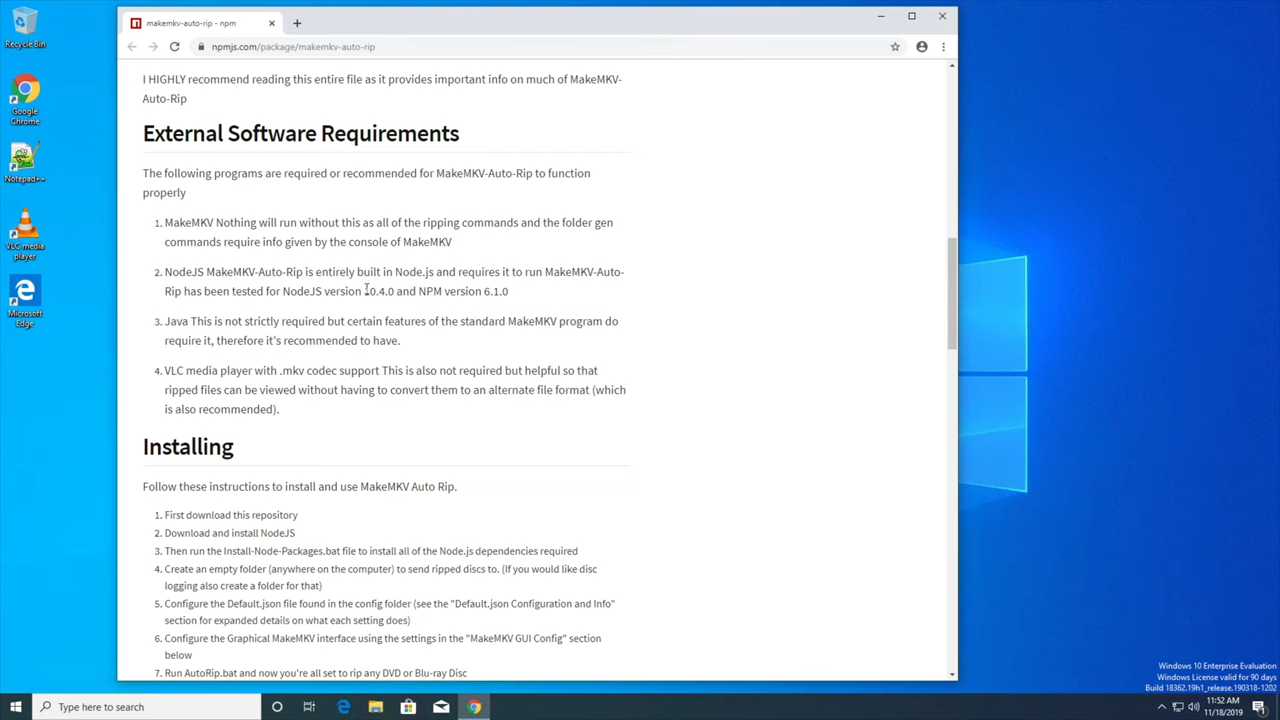 Recycle Bin
Google
Chrome
Notepad++
VLC media
player
Microsoft
Edge
makemkv-auto-rip - npm
npmjs.com/package/makemkv-auto-rip
I HIGHLY recommend reading this entire file as it provides important info on much of MakeMKV-
Auto-Rip
External Software Requirements
The following programs are required or recommended for MakeMKV-Auto-Rip to function
properly
1. MakeMKV Nothing will run without this as all of the ripping commands and the folder gen
commands require info given by the console of MakeMKV
2. NodeJS MakeMKV-Auto-Rip is entirely built in Node.js and requires it to run MakeMKV-Auto-
Rip has been tested for NodeJS version 10.4.0 and NPM version 6.1.0
3. Java This is not strictly required but certain features of the standard MakeMKV program do
require it, therefore it's recommended to have.
4. VLC media player with .mkv codec support This is also not required but helpful so that
ripped files can be viewed without having to convert them to an alternate file format (which
is also recommended).
Installing
Follow these instructions to install and use MakeMKV Auto Rip.
1. First download this repository
2. Download and install NodeJS
3. Then run the Install-Node-Packages.bat file to install all of the Node.js dependencies required
4. Create an empty folder (anywhere on the computer) to send ripped discs to. (If you would like disc
logging also create a folder for that)
5. Configure the Default.json file found in the config folder (see the "Default.json Configuration and Info"
section for expanded details on what each setting does)
6. Configure the Graphical MakeMKV interface using the settings in the "MakeMKV GUI Config" section
below
7. Run AutoRip.bat and now you're all set to rip any DVD or Blu-ray Disc
Windows 10 Enterprise Evaluation
Windows License valid for 90 days
Build 18362.19h1_release.190318-1202
Type here to search
11:52 AM
11/18/2019
1